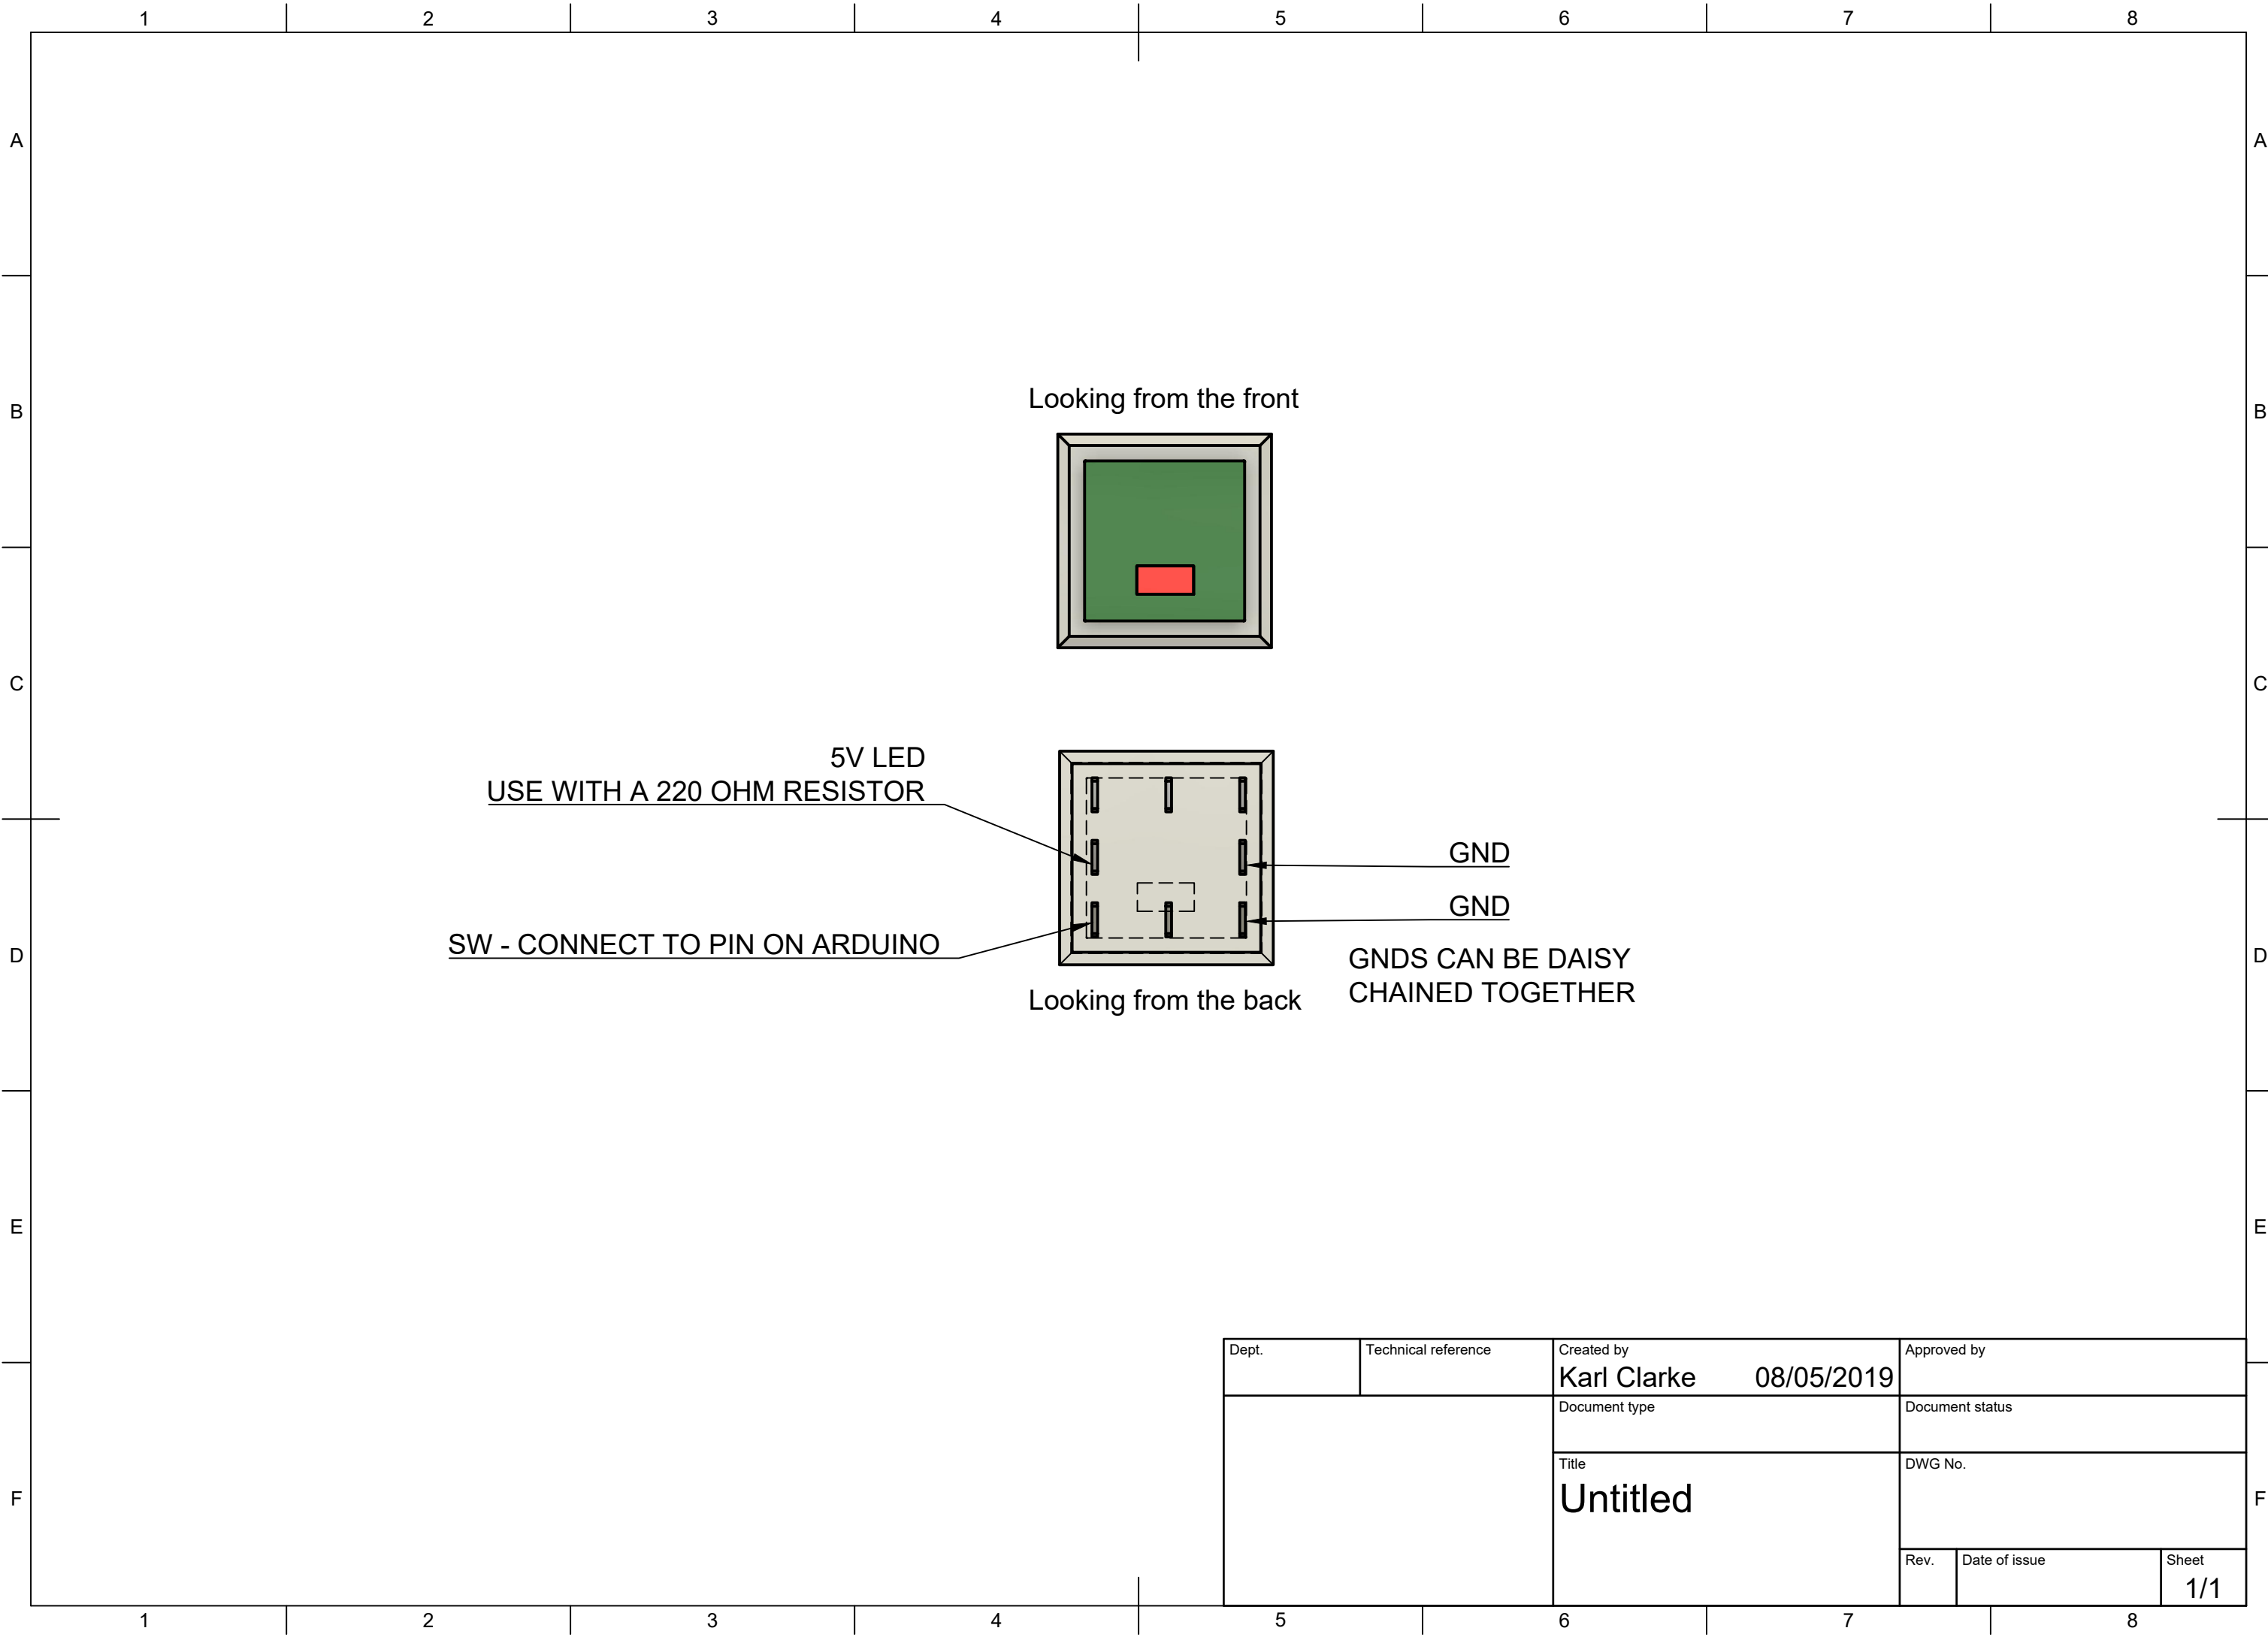 1 2 3 4 5 6 7 8
A A
B B
Looking from the front
C C
5V LED
USE WITH A 220 OHM RESISTOR
GND
GND
SW - CONNECT TO PIN ON ARDUINO
D D
GNDS CAN BE DAISY
CHAINED TOGETHER
Looking from the back
E E
Dept. Technical reference Created by Approved by
Karl Clarke 08/05/2019
Document type Document status
Title DWG No.
Untitled
F F
Rev. Date of issue Sheet
1/1
1 2 3 4 5 6 7 8